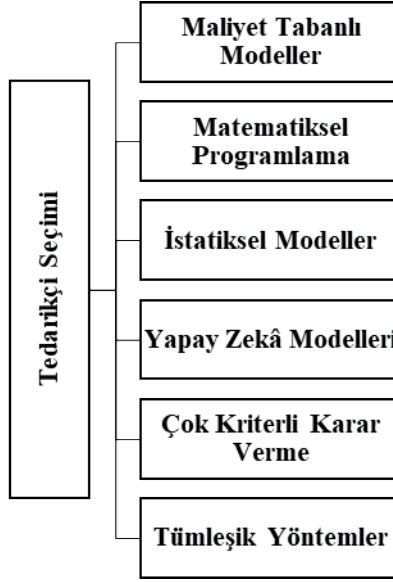 Tedarikçi Seçimi
Maliyet Tabanlı
Modeller
Matematiksel
Programlama
İstatiksel Modeller
Yapay Zekâ Modelleri
Çok Kriterli Karar
Verme
Tümleşik Yöntemler